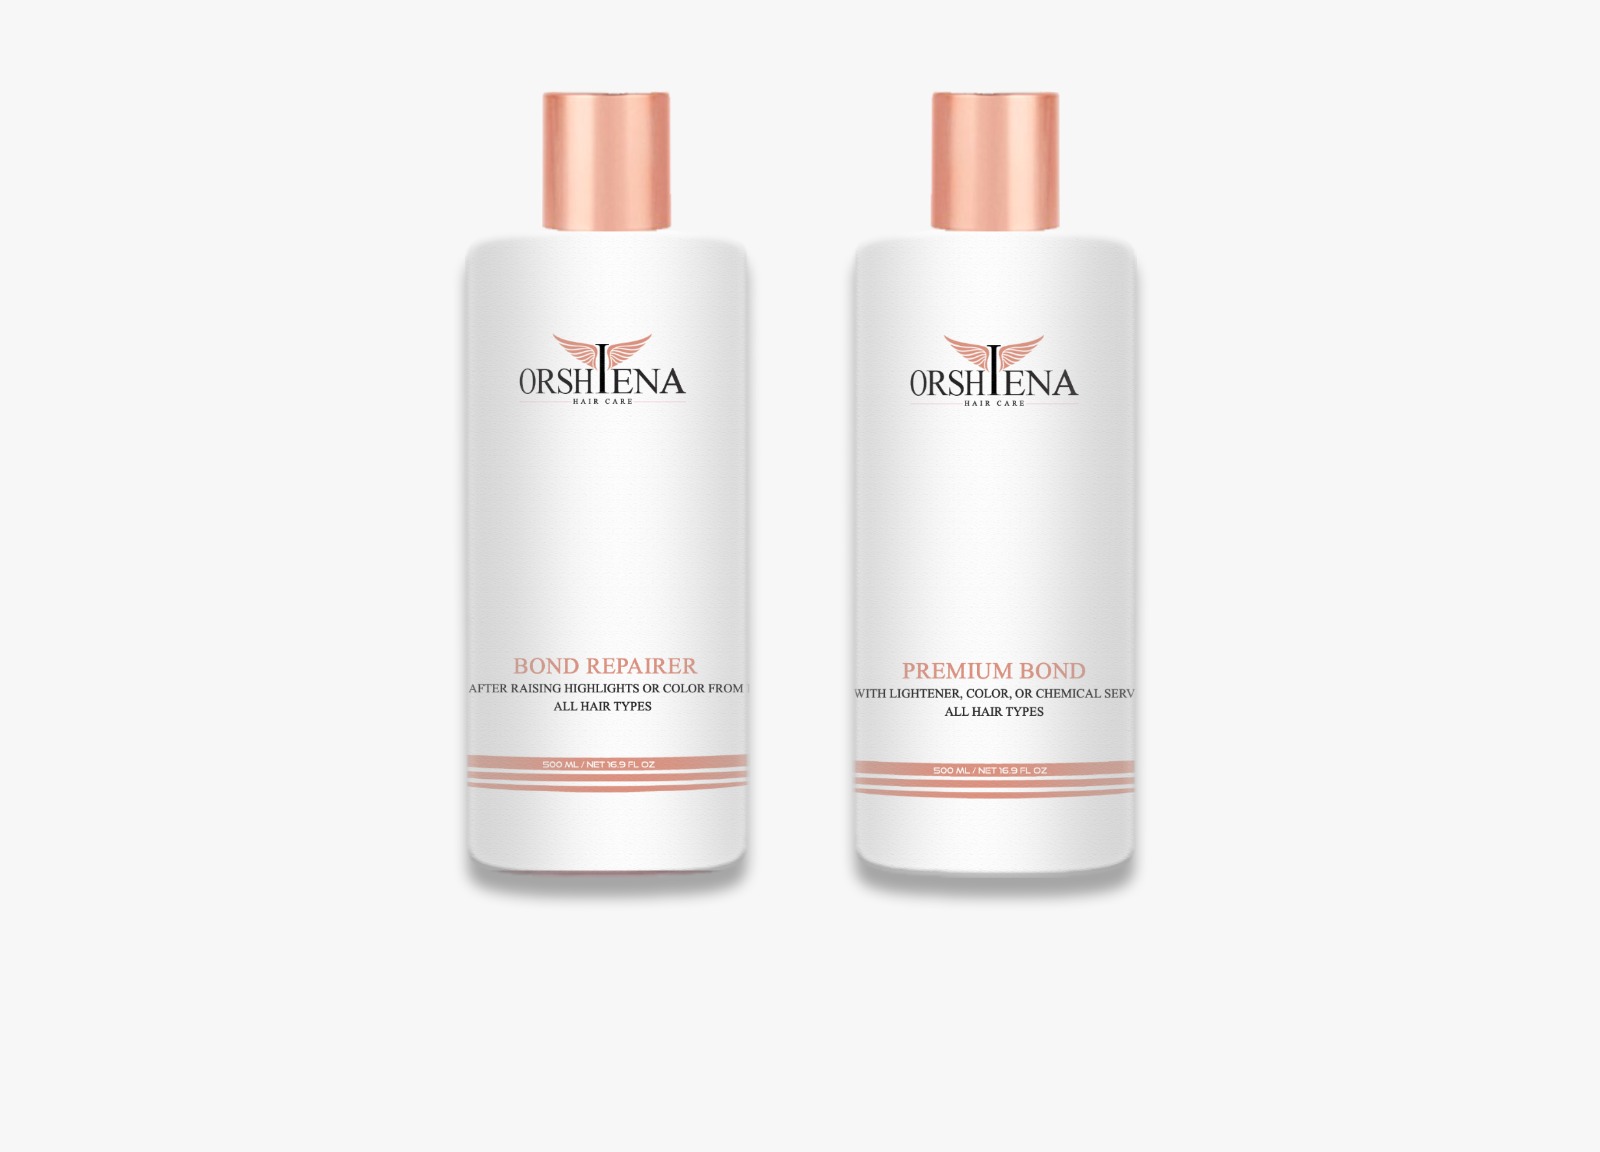 ORSHIENA
HAIR CARE
BOND REPAIRER
AFTER RAISING HIGHLIGHTS OR COLOR FROM
ALL HAIR TYPES
500 ML / NET 16.9 FL OZ
ORSHIENA
HAIR CARE
PREMIUM BOND
WITH LIGHTENER, COLOR, OR CHEMICAL SERV
ALL HAIR TYPES
500 ML / NET 16.9 FL OZ